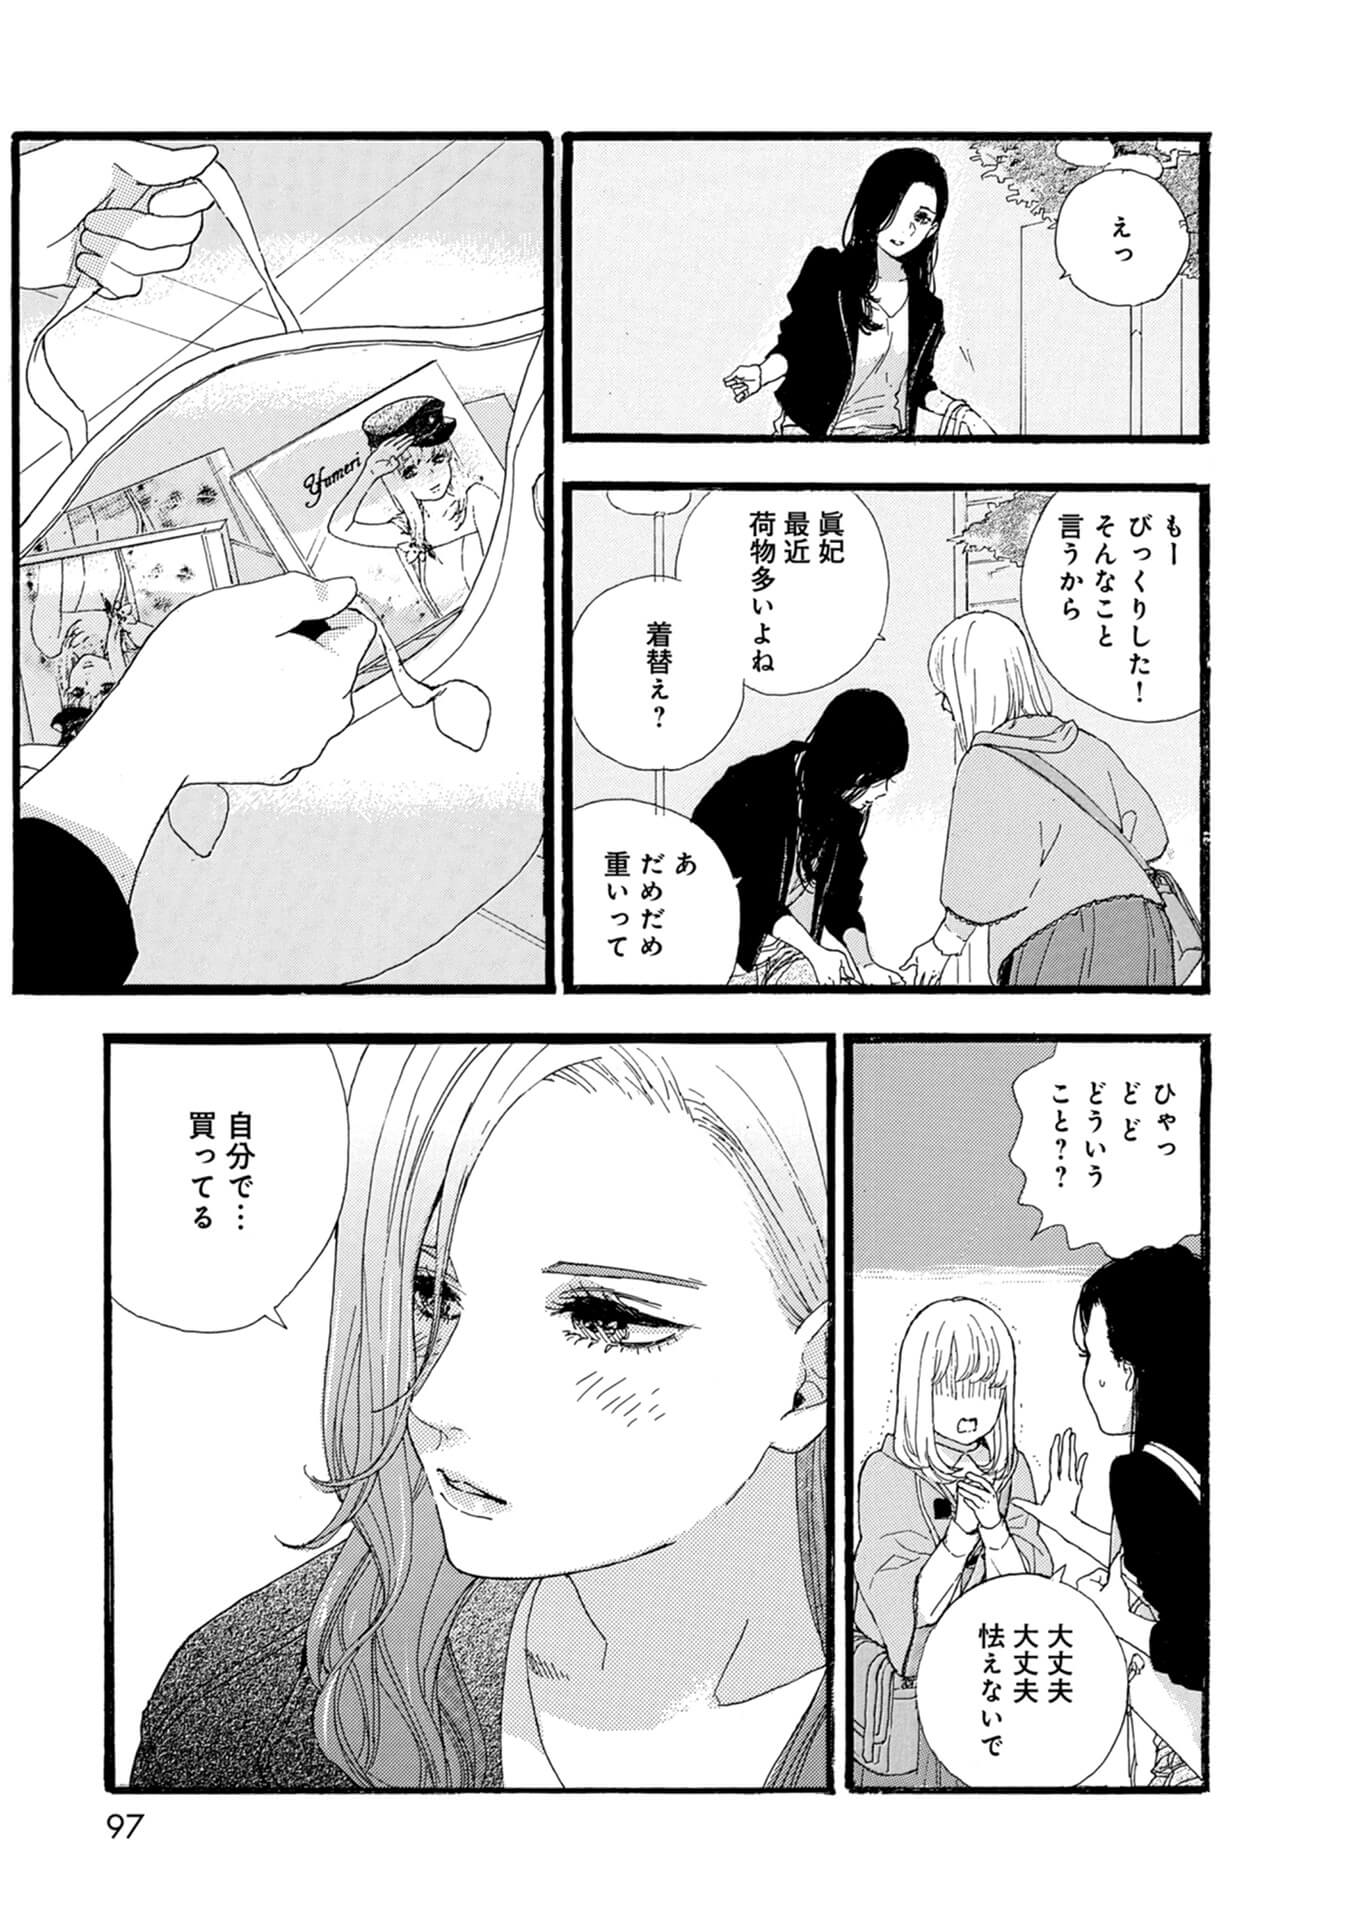 えっ
もー
びっくりした!
そんなこと
言うから
眞妃
最近
荷物多いよね
着替え?
あ
だめだめ
重いって
Yumeri
ひゃっ
どど
どういう
こと??
大丈夫
大丈夫
怯えないで
自分で…
買ってる
97